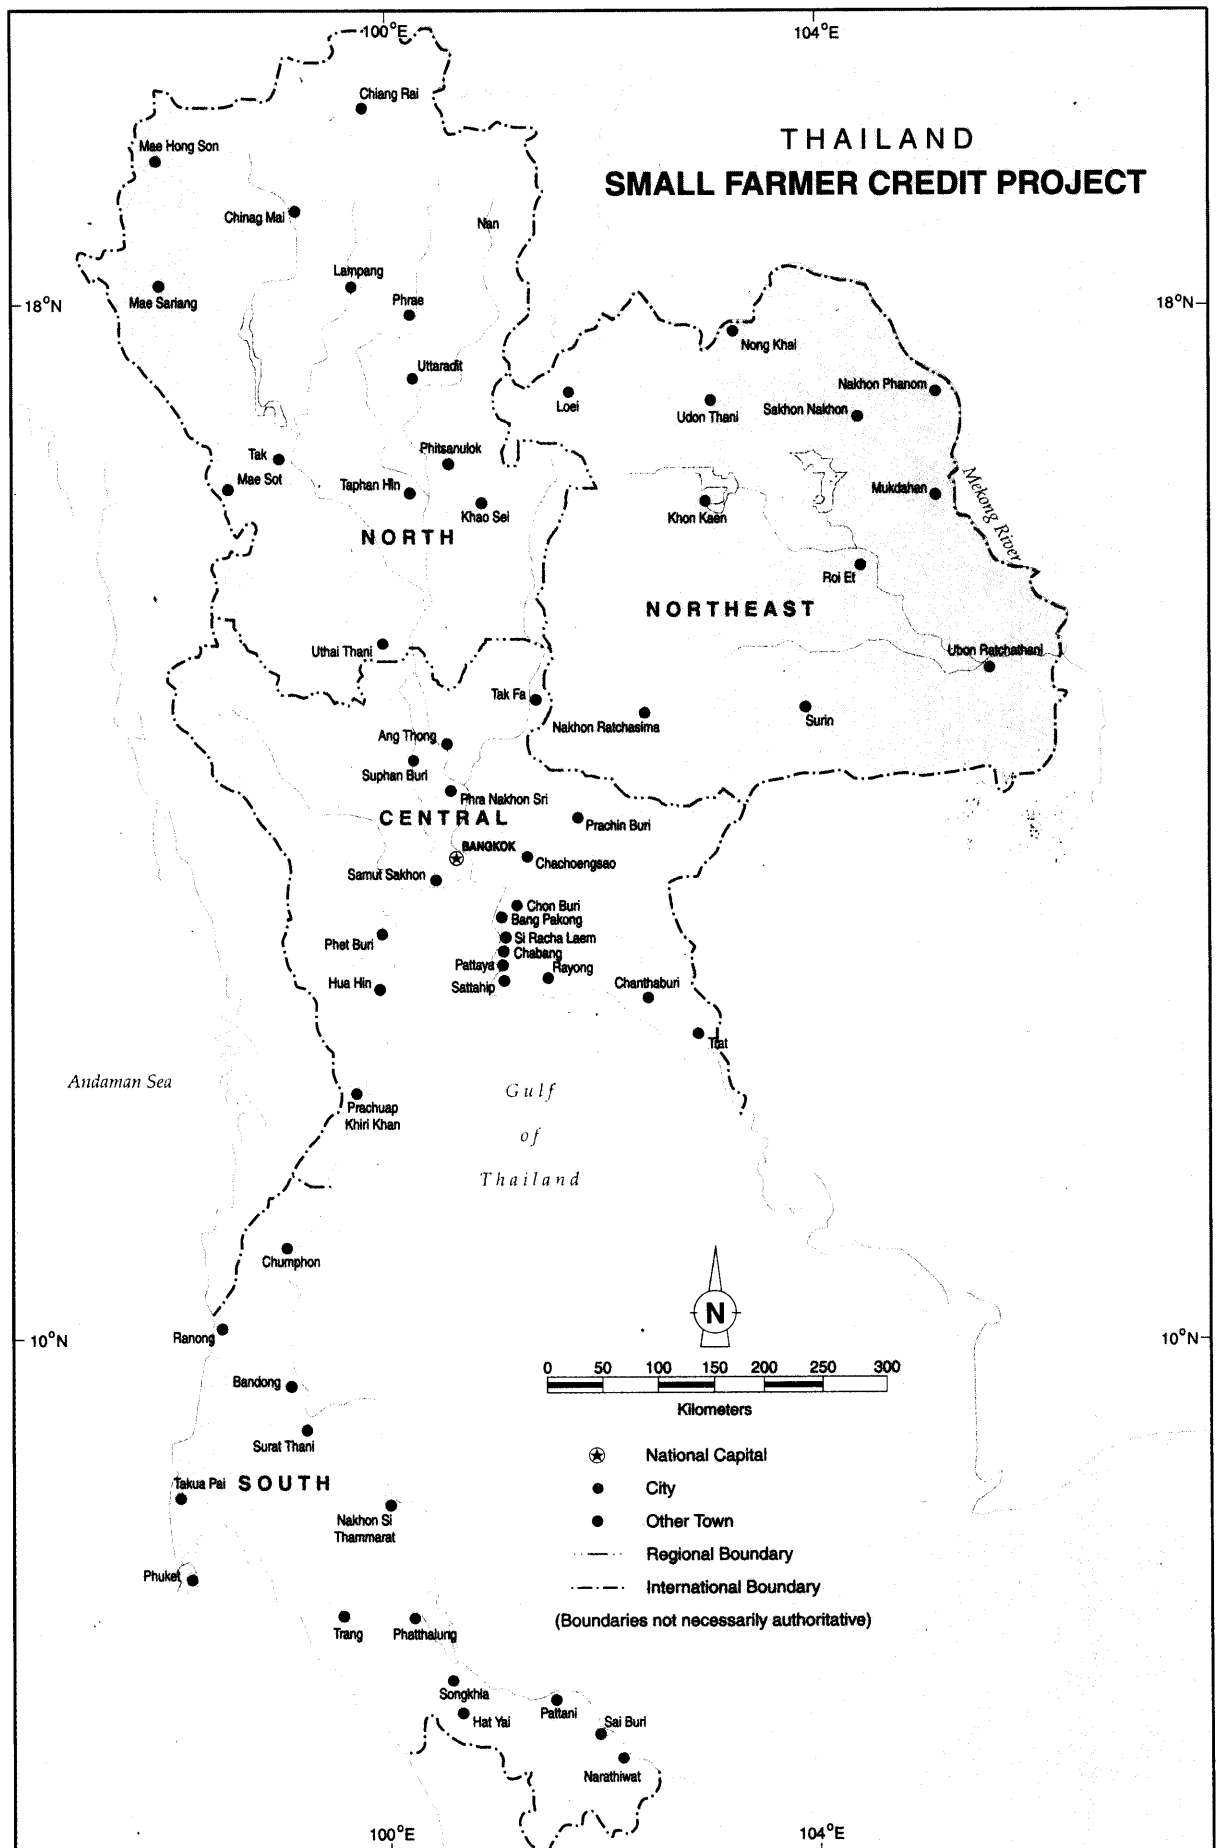 100°E
104°E
THAILAND
SMALL FARMER CREDIT PROJECT
Chiang Rai
Mae Hong Son
Chinag Mai
Nan
Lampang
Mae Sariang
Phrae
18°N
18°N
Nong Khai
Uttaradit
Loei
Udon Thani
Nakhon Phanom
Sakhon Nakhon
Phitsanulok
Tak
Mae Sot
Taphan Hin
Khao Sei
Khon Kaen
Mukdahan
Mekong River
NORTH
Roi Et
NORTHEAST
Uthai Thani
Ubon Ratchathani
Tak Fa
Nakhon Ratchasima
Surin
Ang Thong
Suphan Buri
Phra Nakhon Sri
CENTRAL
Prachin Buri
BANGKOK
Chachoengsao
Samut Sakhon
Chon Buri
Bang Pakong
Phet Buri
Si Racha Laem
Chabang
Pattaya
Rayong
Hua Hin
Sattahip
Chanthaburi
Trat
Andaman Sea
Gulf
of
Thailand
Prachuap
Khiri Khan
Chumphon
N
Ranong
10°N
10°N
0 50 100 150 200 250 300
Kilometers
Bandong
Surat Thani
National Capital
Takua Pai
SOUTH
City
Nakhon Si
Thammarat
Other Town
Regional Boundary
Phuket
International Boundary
(Boundaries not necessarily authoritative)
Trang
Phatthalung
Songkhla
Hat Yai
Pattani
Sai Buri
Narathiwat
100°E
104°E